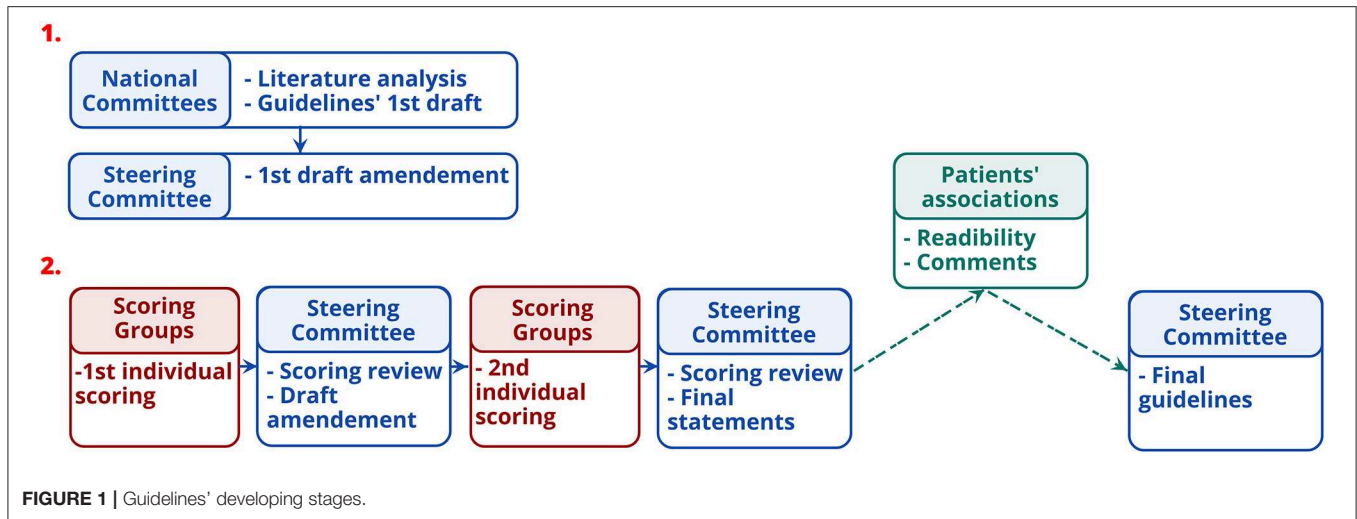 1.
National
Committees
- Literature analysis
- Guidelines' 1st draft
Steering
Committee
- 1st draft amendement
2.
Scoring
Groups
-1st individual
scoring
Steering
Committee
- Scoring review
- Draft
amendement
Scoring
Groups
- 2nd
individual
scoring
Steering
Committee
- Scoring review
- Final
statements
Patients'
associations
- Readibility
- Comments
Steering
Committee
- Final
guidelines
FIGURE 1 | Guidelines' developing stages.